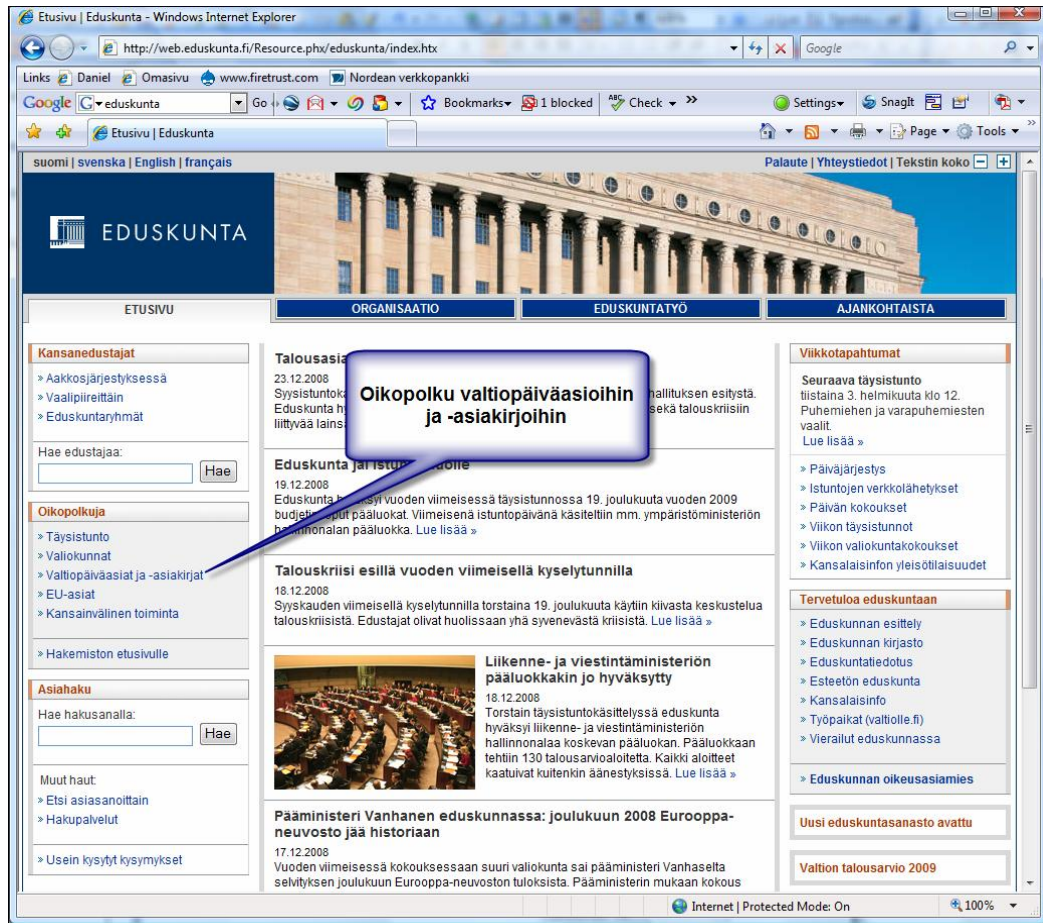 Etusivu | Eduskunta - Windows Internet Explorer
http://web.eduskunta.fi/Resource.phx/eduskunta/index.htx
Google
Links Daniel Omasivu www.firetrust.com Nordean verkkopankki
Google eduskunta Go Bookmarks 1 blocked Check » Settings SnagIt
Etusivu | Eduskunta
Page Tools »
suomi | svenska | English | français
Palaute | Yhteystiedot | Tekstin koko
EDUSKUNTA
ETUSIVU
ORGANISAATIO
EDUSKUNTATYÖ
AJANKOHTAISTA
Kansanedustajat
» Aakkosjärjestyksessä
» Vaalipiireittäin
» Eduskuntaryhmät
Hae edustajaa:
Hae
Oikopolkuja
» Täysistunto
» Valiokunnat
» Valtiopäiväasiat ja -asiakirjat
» EU-asiat
» Kansainvälinen toiminta
» Hakemiston etusivulle
Asiahaku
Hae hakusanalla:
Hae
Muut haut:
» Etsi asiasanoittain
» Hakupalvelut
» Usein kysytyt kysymykset
Oikopolku valtiopäiväasioihin
ja -asiakirjoihin
23.12.2008
hallituksen esitystä.
Eduskunta
sekä talouskriisiin
liittyvää
Eduskunta
19.12.2008
Eduskunta vuoden viimeisessä täysistunnossa 19. joulukuuta vuoden 2009
pääluokat. Viimeisenä istuntopäivänä käsiteltiin mm. ympäristöministeriön
pääluokka. Lue lisää »
Talouskriisi esillä vuoden viimeisellä kyselytunnilla
18.12.2008
Syyskauden viimeisellä kyselytunnilla torstaina 19. joulukuuta käytiin kiivasta keskustelua
talouskriisistä. Edustajat olivat huolissaan yhä syvenevästä kriisistä. Lue lisää »
Liikenne- ja viestintäministeriön
pääluokkakin jo hyväksytty
18.12.2008
Torstain täysistuntokäsittelyssä eduskunta
hyväksyi liikenne- ja viestintäministeriön
hallinnonalaa koskevan pääluokan. Pääluokkaan
tehtiin 130 talousarvioaloitetta. Kaikki aloitteet
kaatuivat kuitenkin äänestyksissä. Lue lisää »
Pääministeri Vanhanen eduskunnassa: joulukuun 2008 Eurooppa-
neuvosto jää historiaan
17.12.2008
Vuoden viimeisessä kokouksessaan suuri valiokunta sai pääministeri Vanhaselta
selvityksen joulukuun Eurooppa-neuvoston tuloksista. Pääministerin mukaan kokous
Viikkotapahtumat
Seuraava täysistunto
tiistaina 3. helmikuuta klo 12.
Puhemiehen ja varapuhemiesten
vaalit.
Lue lisää »
» Päiväjärjestys
» Istuntojen verkkolähetykset
» Päivän kokoukset
» Viikon täysistunnot
» Viikon valiokuntakokoukset
» Kansalaisinfon yleisötilaisuudet
Tervetuloa eduskuntaan
» Eduskunnan esittely
» Eduskunnan kirjasto
» Eduskuntatiedotus
» Esteetön eduskunta
» Kansalaisinfo
» Työpaikat (valtiolle.fi)
» Vierailut eduskunnassa
» Eduskunnan oikeusasiamies
Uusi eduskuntasanasto avattu
Valtion talousarvio 2009
Internet | Protected Mode: On
100%